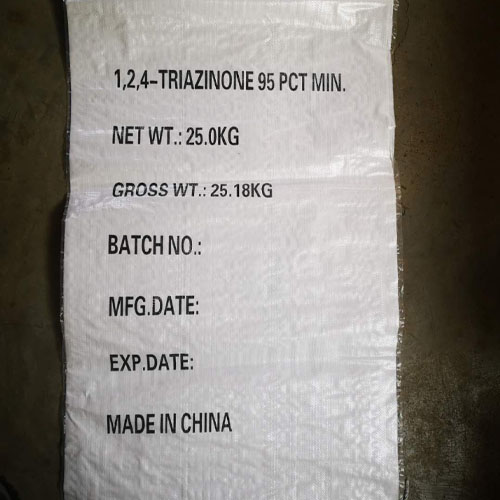 1,2,4-TRIAZINONE 95 PCT MIN.
NET WT.: 25.0KG
GROSS WT.: 25.18KG
BATCH NO.:
MFG.DATE:
EXP.DATE:
MADE IN CHINA